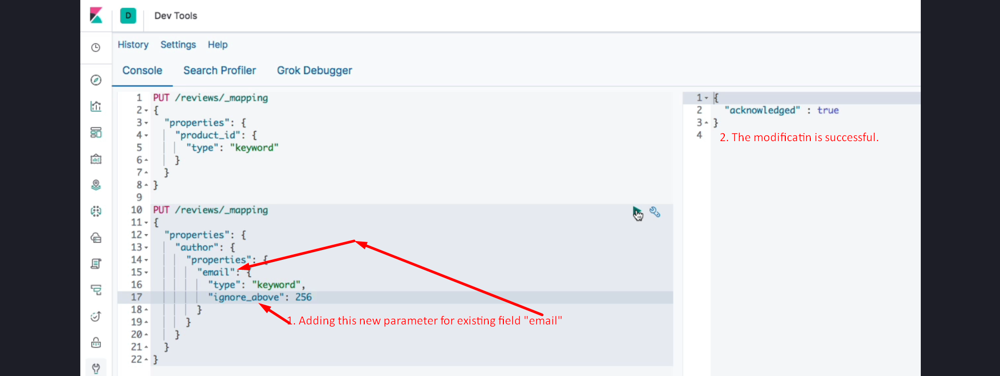 D Dev Tools
History Settings Help
Console Search Profiler Grok Debugger
1 PUT /reviews/_mapping
2 {
3 "properties": {
4 "product_id": {
5 "type": "keyword"
6 }
7 }
8 }
9
10 PUT /reviews/_mapping
11 {
12 "properties": {
13 "author": {
14 "properties": {
15 "email": {
16 "type": "keyword",
17 "ignore_above": 256
18 }
19 }
20 }
21 }
22 }
1. Adding this new parameter for existing field "email"
1 {
2 "acknowledged" : true
3 }
4
2. The modificatin is successful.